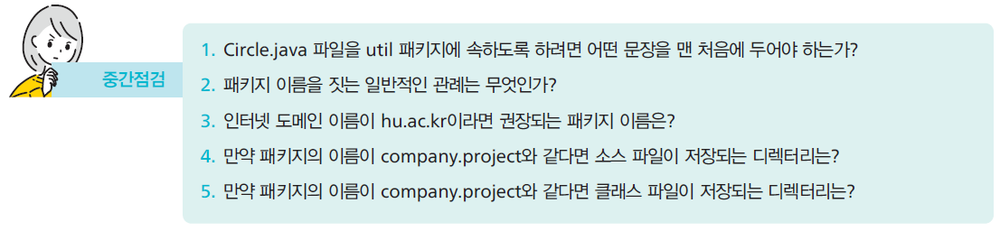 중간점검
1. Circle.java 파일을 util 패키지에 속하도록 하려면 어떤 문장을 맨 처음에 두어야 하는가?
2. 패키지 이름을 짓는 일반적인 관례는 무엇인가?
3. 인터넷 도메인 이름이 hu.ac.kr이라면 권장되는 패키지 이름은?
4. 만약 패키지의 이름이 company.project와 같다면 소스 파일이 저장되는 디렉터리는?
5. 만약 패키지의 이름이 company.project와 같다면 클래스 파일이 저장되는 디렉터리는?